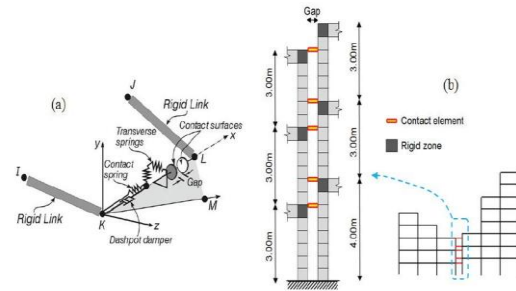 (a)
J
Rigid Link
Contact surfaces
Transverse
springs
x
y
Contact
spring
L
Gap
I
M
Rigid Link
K
z
Dashpot damper
Gap
3.00m
3.00m
3.00m
3.00m
3.00m
4.00m
(b)
Contact element
Rigid zone